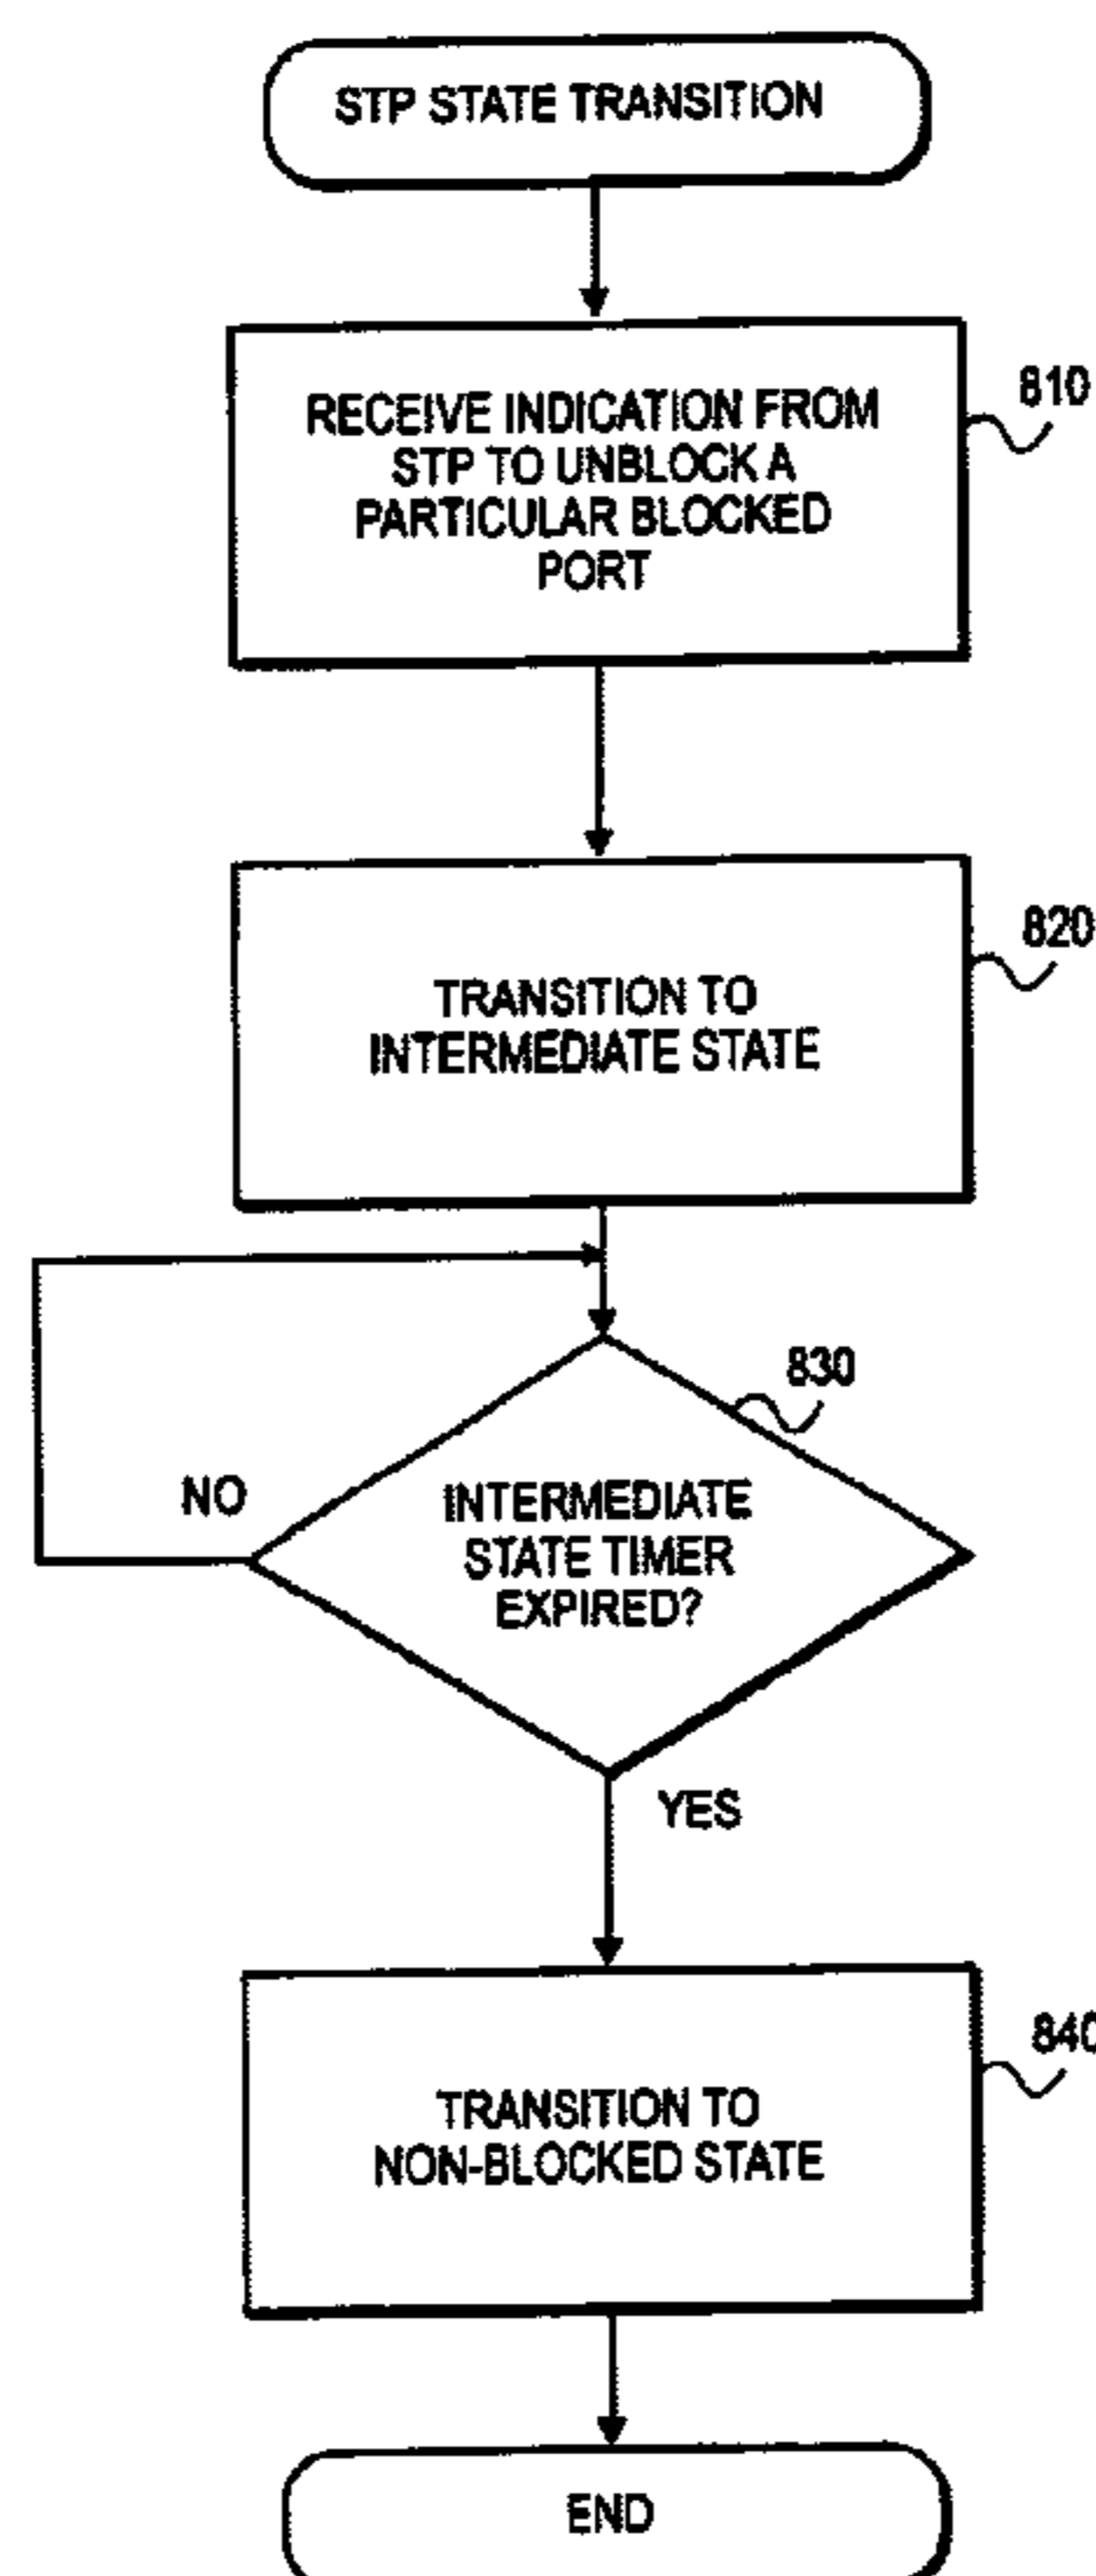 STP STATE TRANSITION
RECEIVE INDICATION FROM
STP TO UNBLOCK A
PARTICULAR BLOCKED
PORT
810
TRANSITION TO
INTERMEDIATE STATE
820
830
NO
INTERMEDIATE
STATE TIMER
EXPIRED?
YES
TRANSITION TO
NON-BLOCKED STATE
840
END